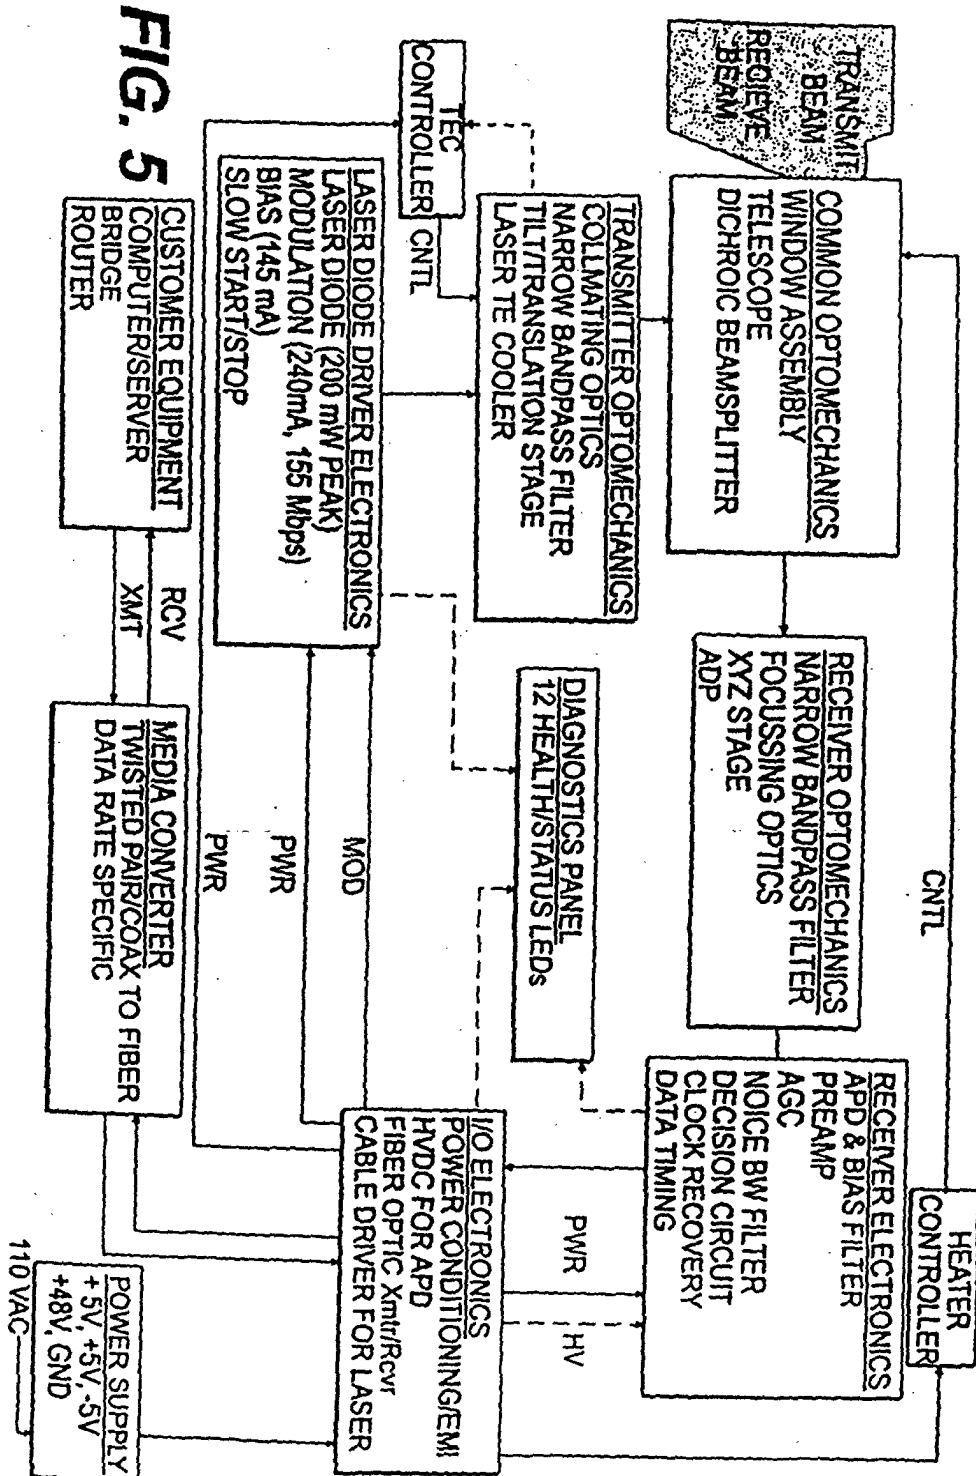 TRANSMIT
BEAM
RECIEVE
BEAM
COMMON OPTOMECHANICS
WINDOW ASSEMBLY
TELESCOPE
DICHROIC BEAMSPLITTER
CNTL
HEATER
CONTROLLER
RECEIVER OPTOMECHANICS
NARROW BANDPASS FILTER
FOCUSSING OPTICS
XYZ STAGE
ADP
RECEIVER ELECTRONICS
APD & BIAS FILTER
PREAMP
AGC
NOICE BW FILTER
DECISION CIRCUIT
CLOCK RECOVERY
DATA TIMING
TRANSMITTER OPTOMECHANICS
COLLMATING OPTICS
NARROW BANDPASS FILTER
TILT/TRANSLATION STAGE
LASER TE COOLER
TEC
CONTROLLER
CNTL
DIAGNOSTICS PANEL
12 HEALTH/STATUS LEDs
PWR
HV
LASER DIODE DRIVER ELECTRONICS
LASER DIODE (200 mW PEAK)
MODULATION (240mA, 155 Mbps)
BIAS (145 mA)
SLOW START/STOP
MOD
PWR
PWR
I/O ELECTRONICS
POWER CONDITIONING/EMI
HVDC FOR APD
FIBER OPTIC Xmtr/Rcvr
CABLE DRIVER FOR LASER
CUSTOMER EQUIPMENT
COMPUTER/SERVER
BRIDGE
ROUTER
RCV
XMT
MEDIA CONVERTER
TWISTED PAIR/COAX TO FIBER
DATA RATE SPECIFIC
POWER SUPPLY
+5V, +5V, -5V
+48V, GND
110 VAC
FIG. 5